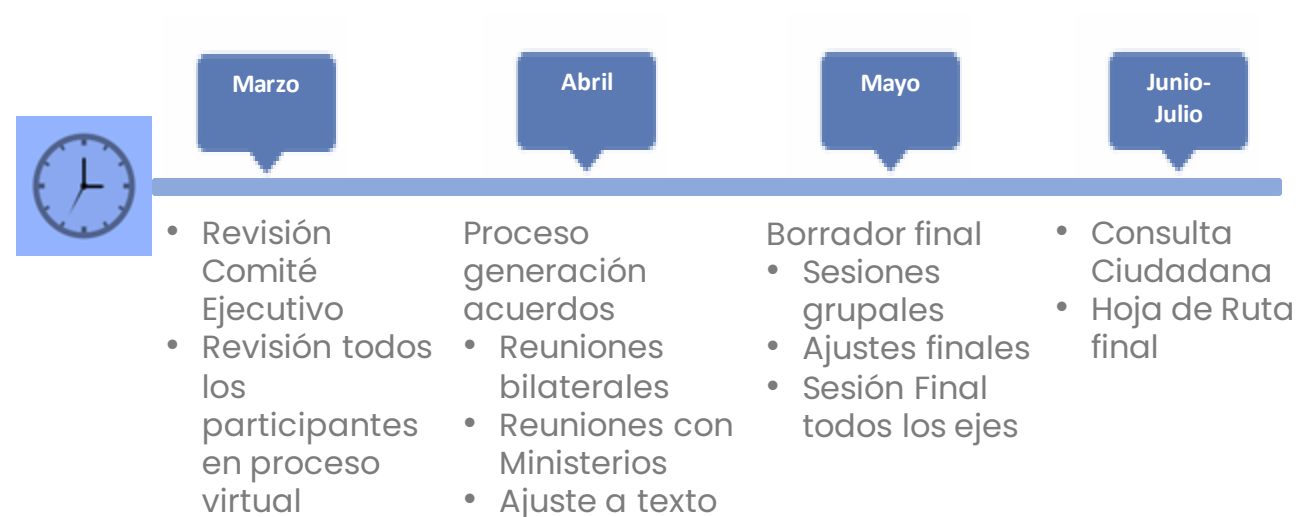 Marzo
Revisión
Comité
Ejecutivo
Revisión todos
los
participantes
en proceso
virtual
Abril
Proceso
generación
acuerdos
Reuniones
bilaterales
Reuniones con
Ministerios
Ajuste a texto
Mayo
Borrador final
Sesiones
grupales
Ajustes finales
Sesión Final
todos los ejes
Junio-
Julio
Consulta
Ciudadana
Hoja de Ruta
final